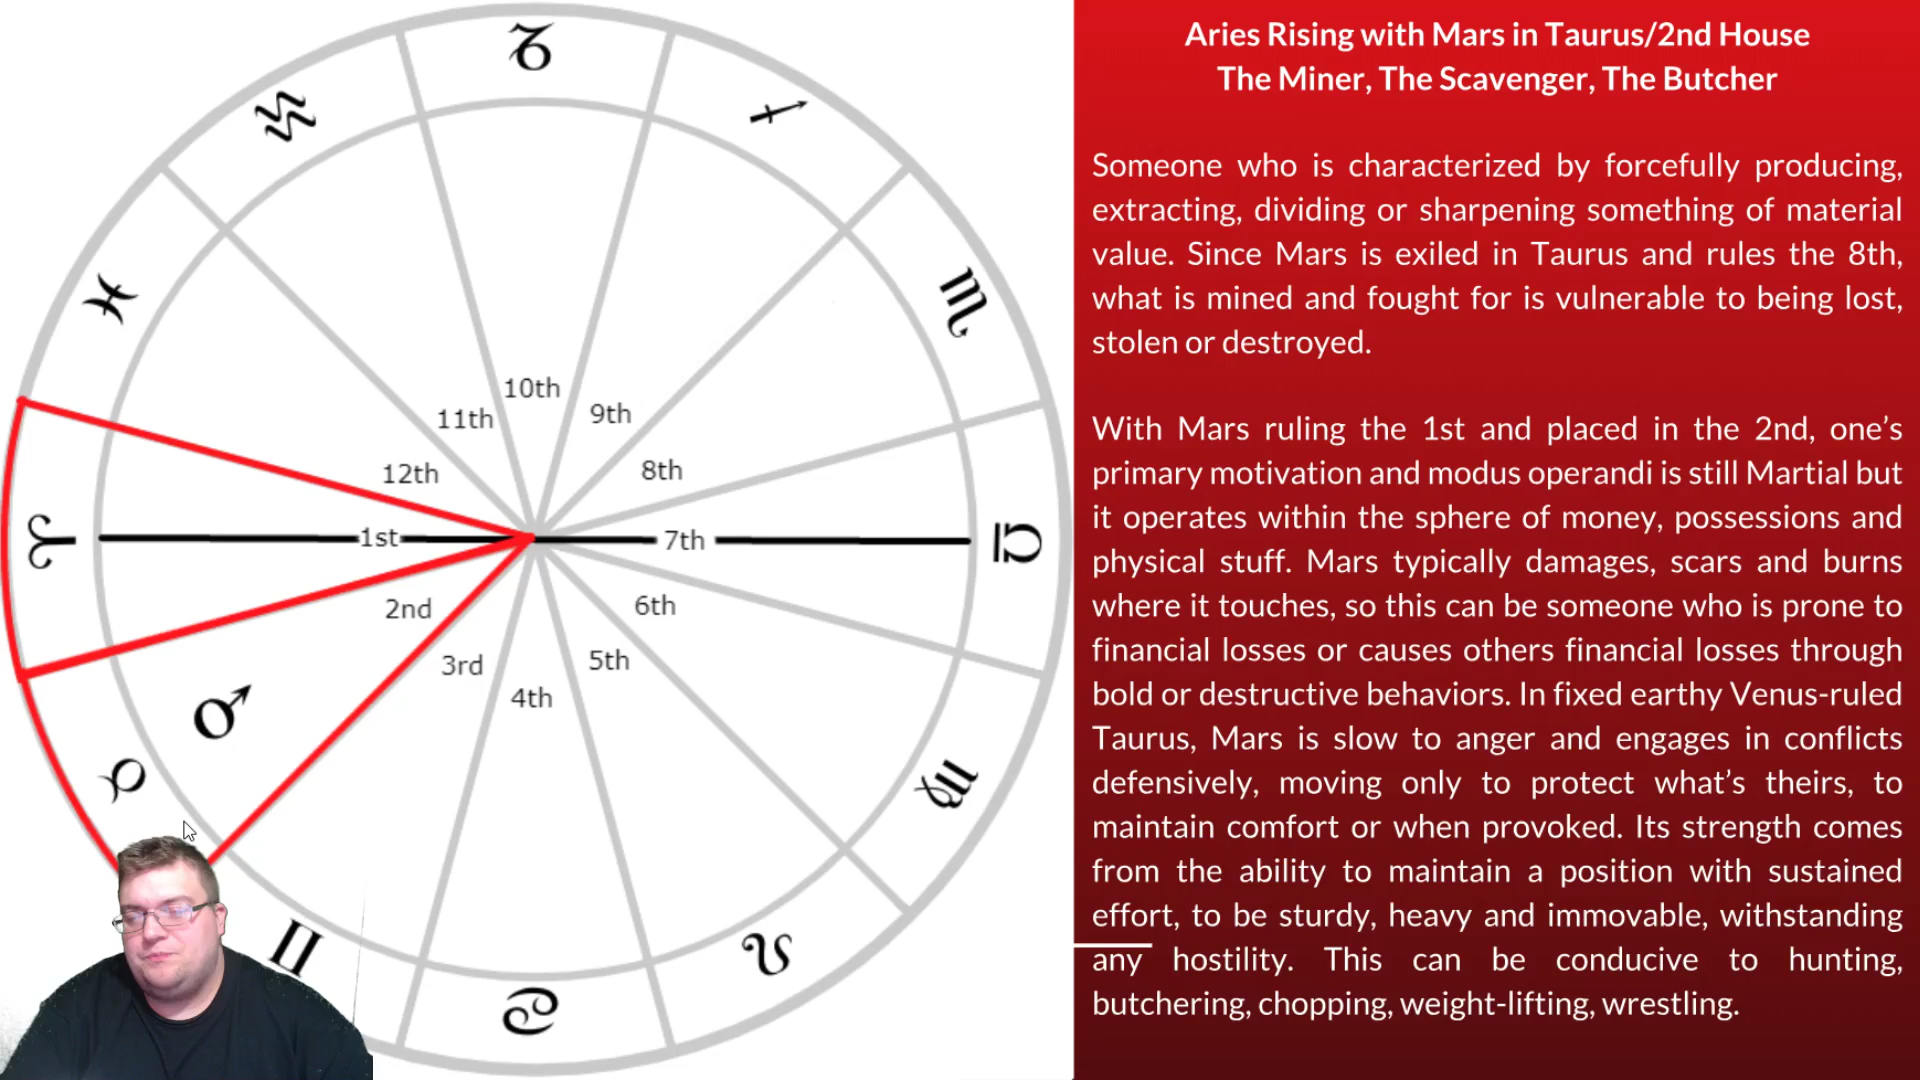 Aries Rising with Mars in Taurus/2nd House
The Miner, The Scavenger, The Butcher
Someone who is characterized by forcefully producing,
extracting, dividing or sharpening something of material
value. Since Mars is exiled in Taurus and rules the 8th,
what is mined and fought for is vulnerable to being lost,
stolen or destroyed.
With Mars ruling the 1st and placed in the 2nd, one’s
primary motivation and modus operandi is still Martial but
it operates within the sphere of money, possessions and
physical stuff. Mars typically damages, scars and burns
where it touches, so this can be someone who is prone to
financial losses or causes others financial losses through
bold or destructive behaviors. In fixed earthy Venus-ruled
Taurus, Mars is slow to anger and engages in conflicts
defensively, moving only to protect what’s theirs, to
maintain comfort or when provoked. Its strength comes
from the ability to maintain a position with sustained
effort, to be sturdy, heavy and immovable, withstanding
any hostility. This can be conducive to hunting,
butchering, chopping, weight-lifting, wrestling.
10th
11th
9th
12th
8th
1st
7th
2nd
6th
3rd
5th
4th